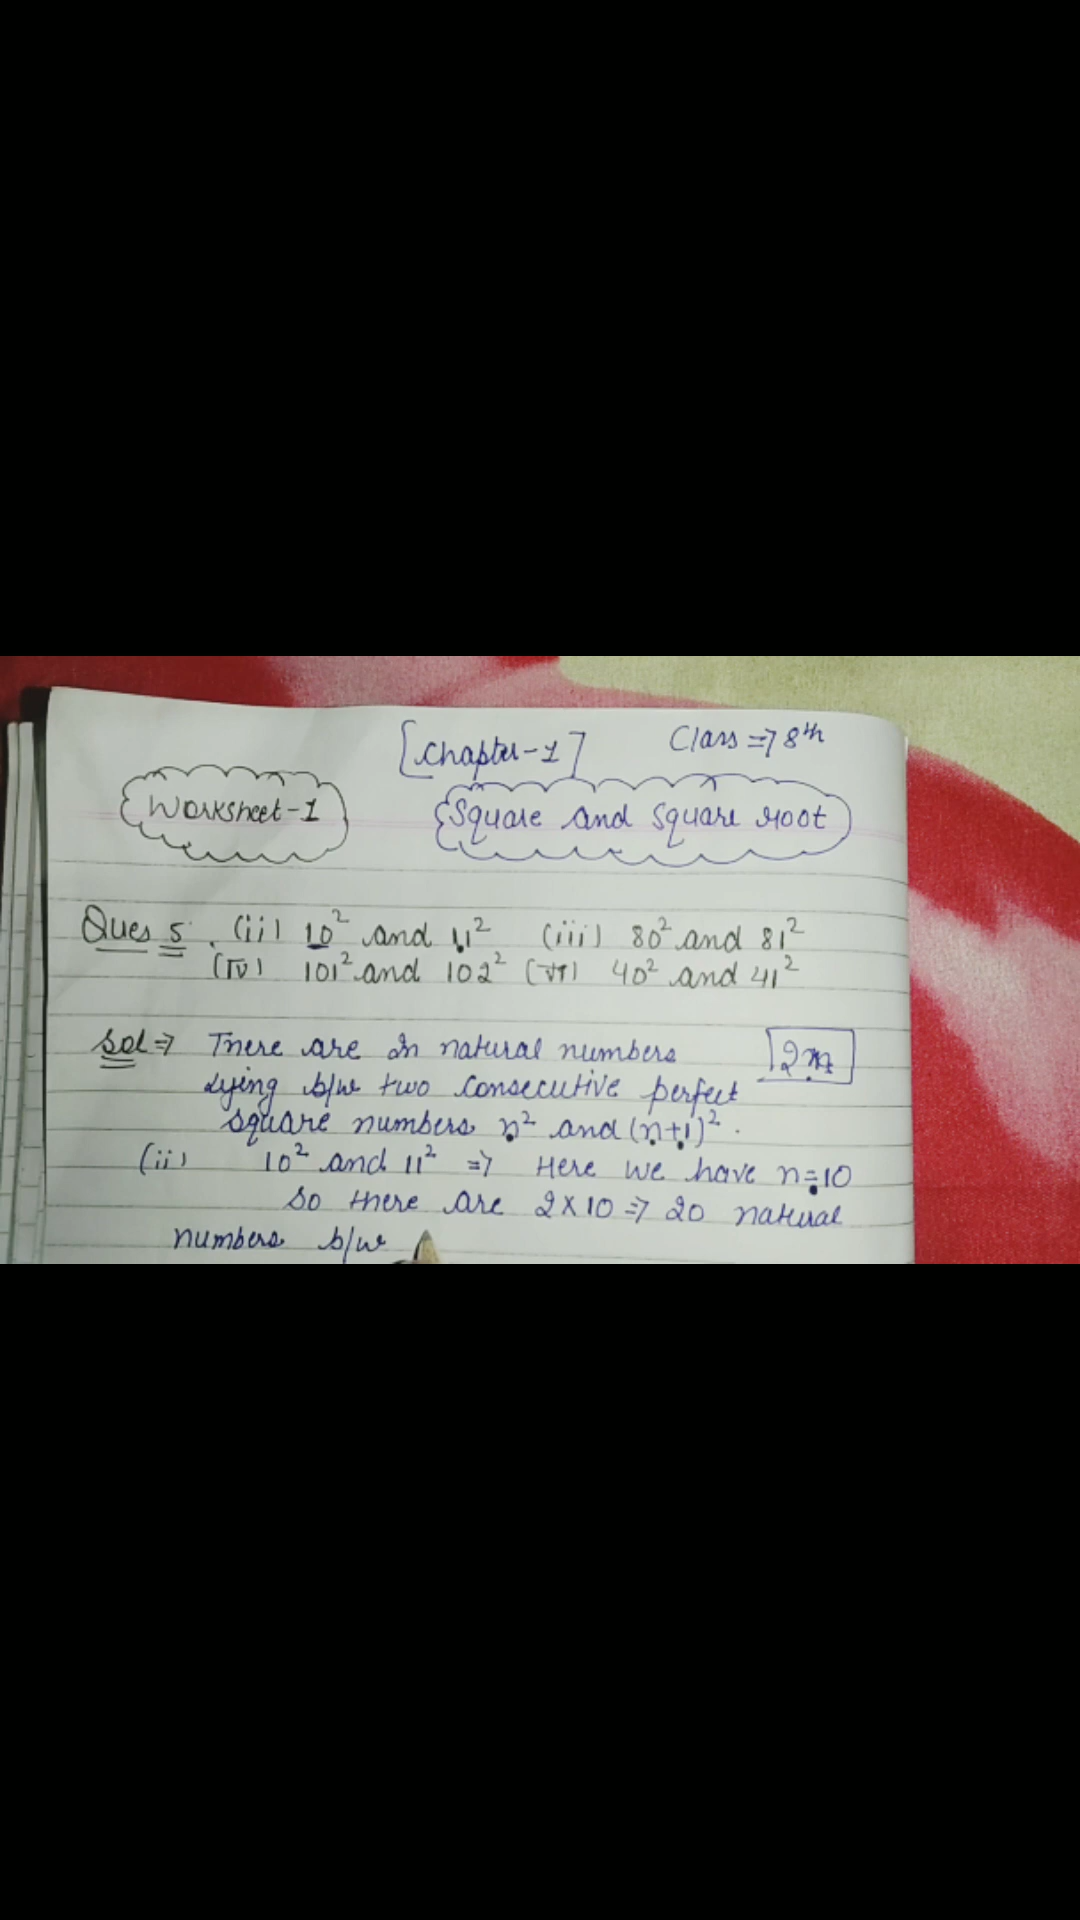 [Chapter-1]
Class ⇒ 8th
Worksheet-1
Square and Square root
Ques 5. (ii) 10² and 11² (iii) 80² and 81²
(iv) 101² and 102² (vi) 40² and 41²
Sol ⇒ There are 2n natural numbers
2n
lying b/w two consecutive perfect
square numbers n² and (n+1)².
(ii) 10² and 11² ⇒ Here we have n=10
so there are 2×10 ⇒ 20 natural
numbers b/w